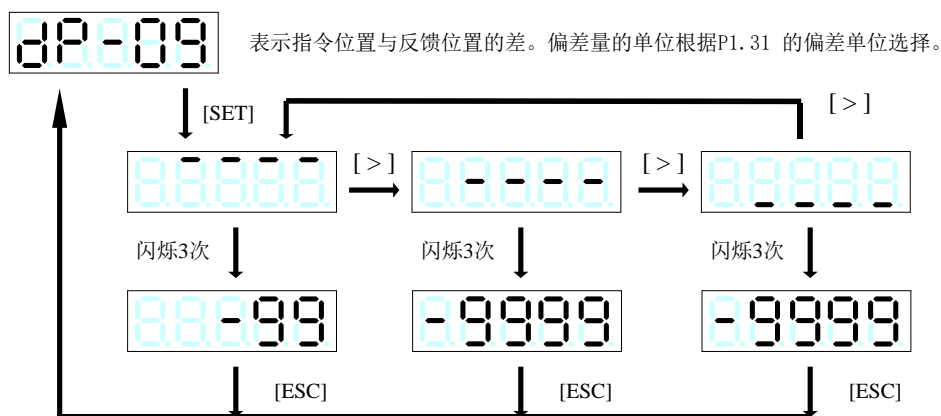 dP-09
表示指令位置与反馈位置的差。偏差量的单位根据P1.31 的偏差单位选择。
[ > ]
[SET]
---- [ > ] ---- [ > ] ____
闪烁3次 闪烁3次 闪烁3次
-99 -9999 -9999
[ESC] [ESC] [ESC]